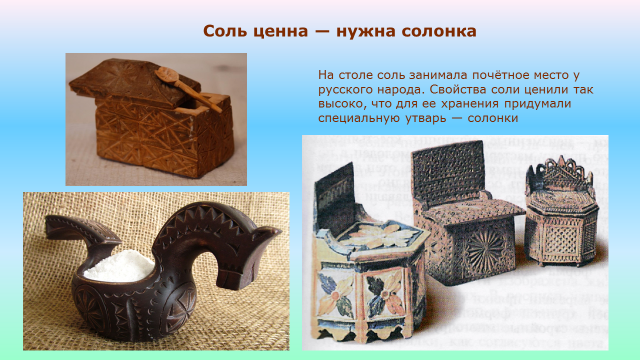 Соль ценна — нужна солонка
На столе соль занимала почётное место у
русского народа. Свойства соли ценили так
высоко, что для ее хранения придумали
специальную утварь — солонки